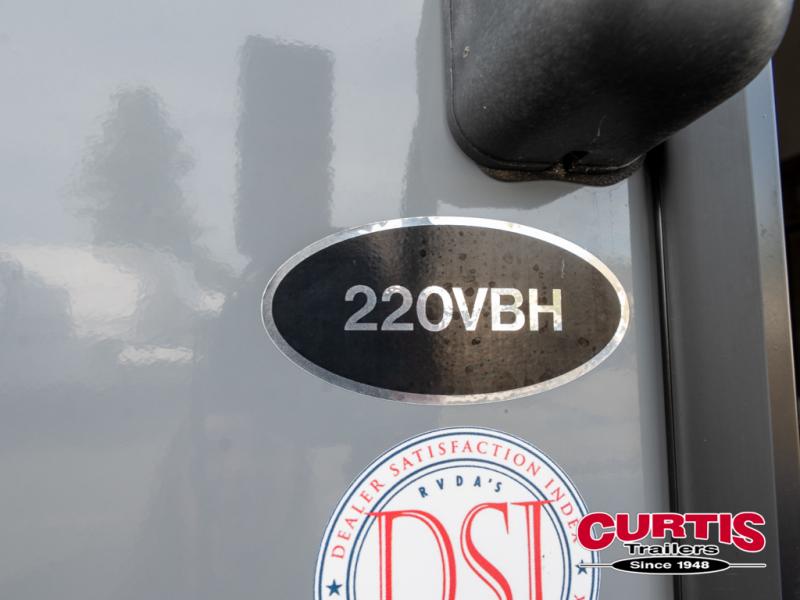 220VBH
DEALER SATISFACTION INDEX
RVDA'S
DSI
CURTIS
Trailers
Since 1948